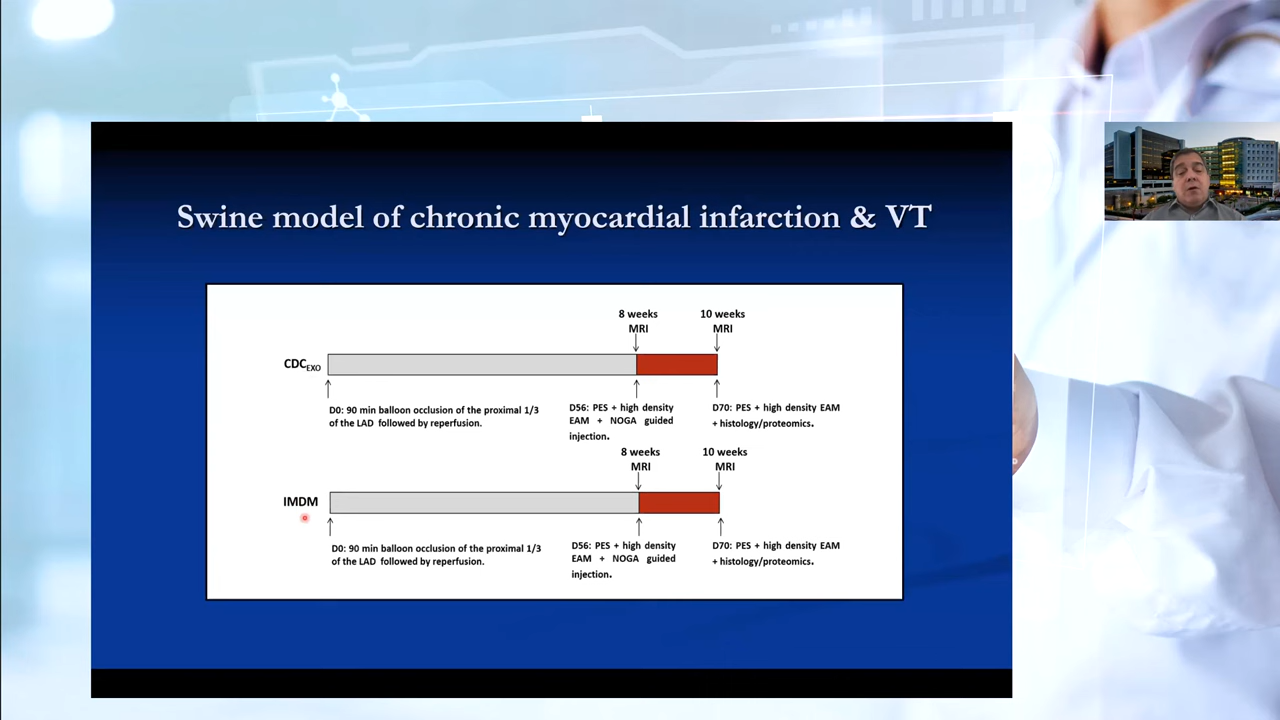 Swine model of chronic myocardial infarction & VT
8 weeks
MRI
10 weeks
MRI
CDCEXO
D0: 90 min balloon occlusion of the proximal 1/3
of the LAD followed by reperfusion.
D56: PES + high density
EAM + NOGA guided
injection.
D70: PES + high density EAM
+ histology/proteomics.
8 weeks
MRI
10 weeks
MRI
IMDM
D0: 90 min balloon occlusion of the proximal 1/3
of the LAD followed by reperfusion.
D56: PES + high density
EAM + NOGA guided
injection.
D70: PES + high density EAM
+ histology/proteomics.